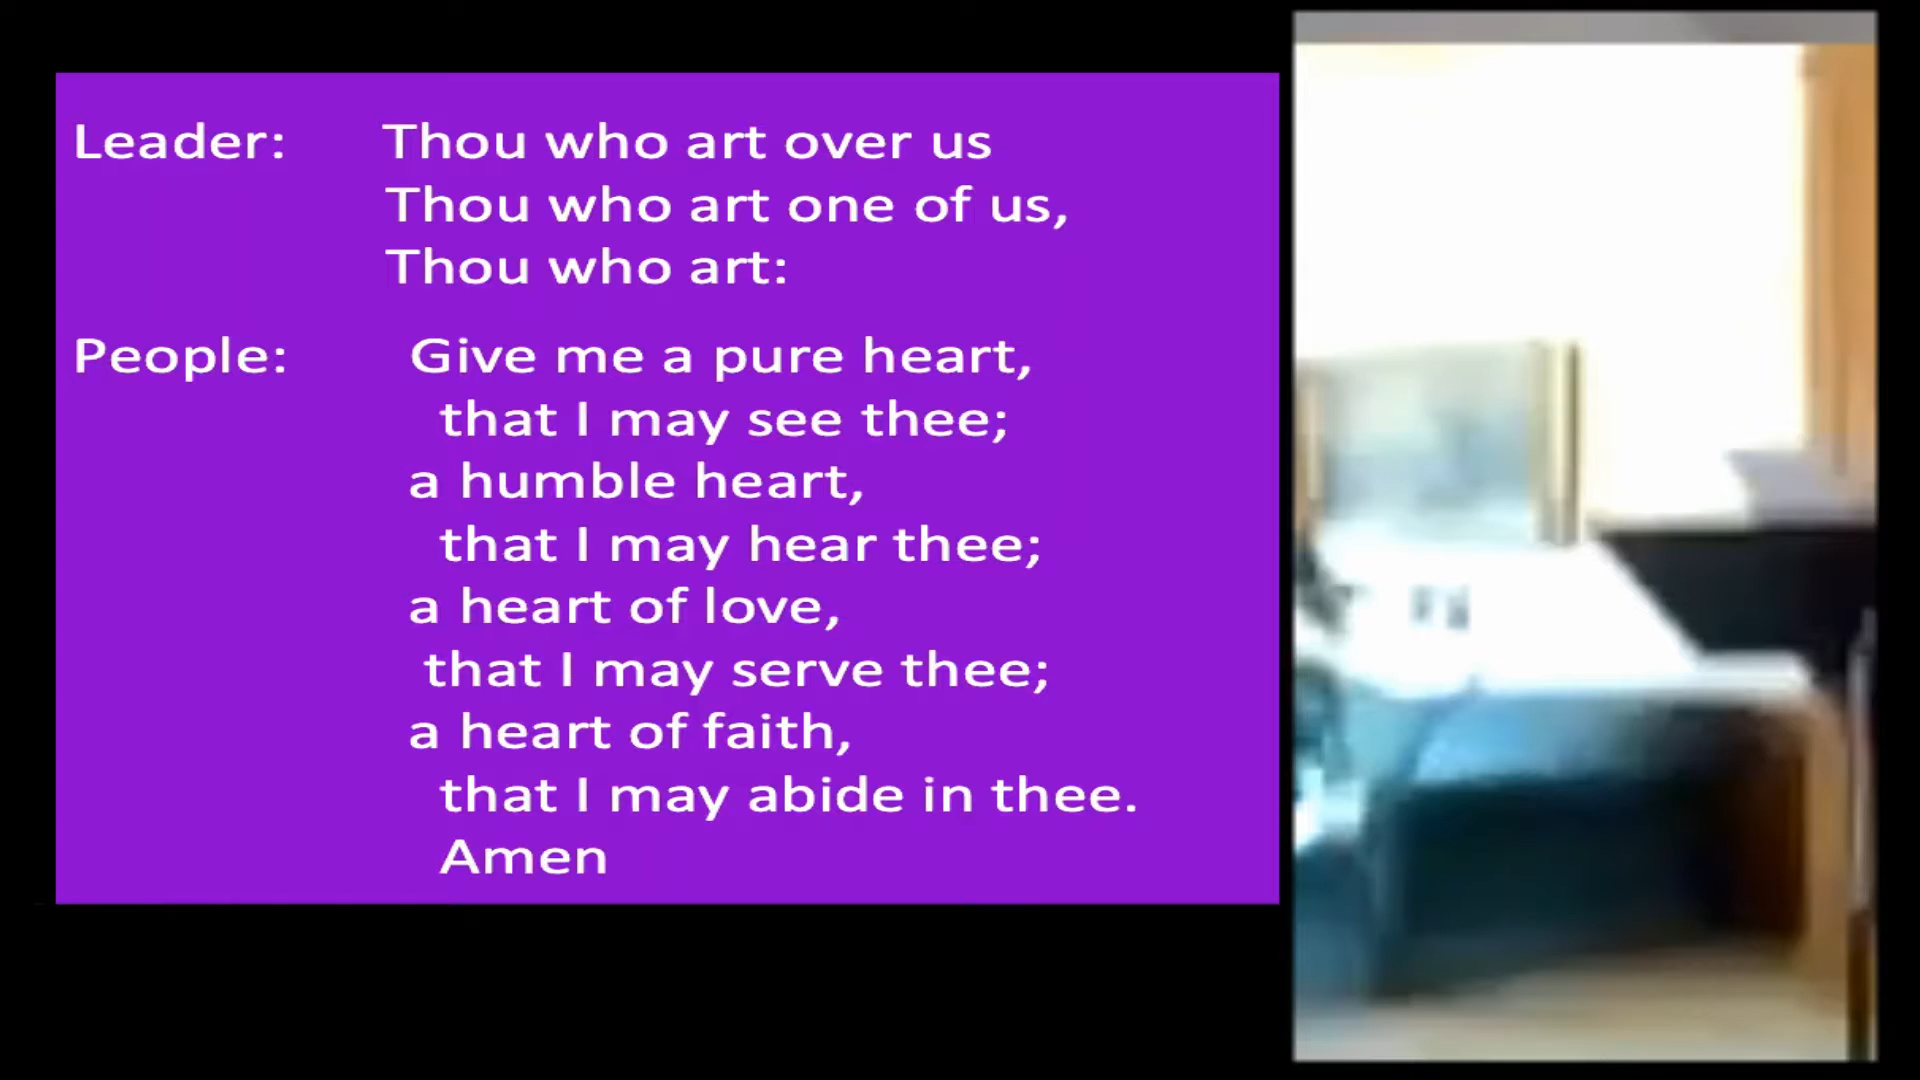 Leader: Thou who art over us
Thou who art one of us,
Thou who art:
People: Give me a pure heart,
that I may see thee;
a humble heart,
that I may hear thee;
a heart of love,
that I may serve thee;
a heart of faith,
that I may abide in thee.
Amen